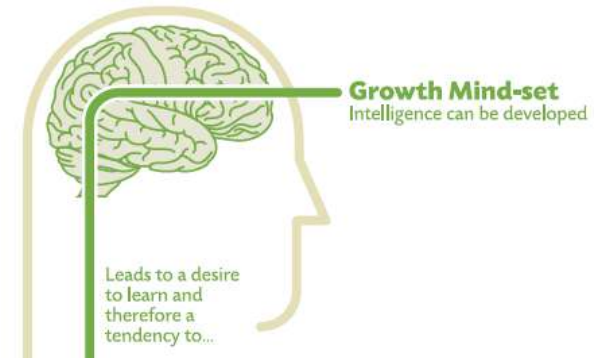 Growth Mind-set
Intelligence can be developed
Leads to a desire
to learn and
therefore a
tendency to...